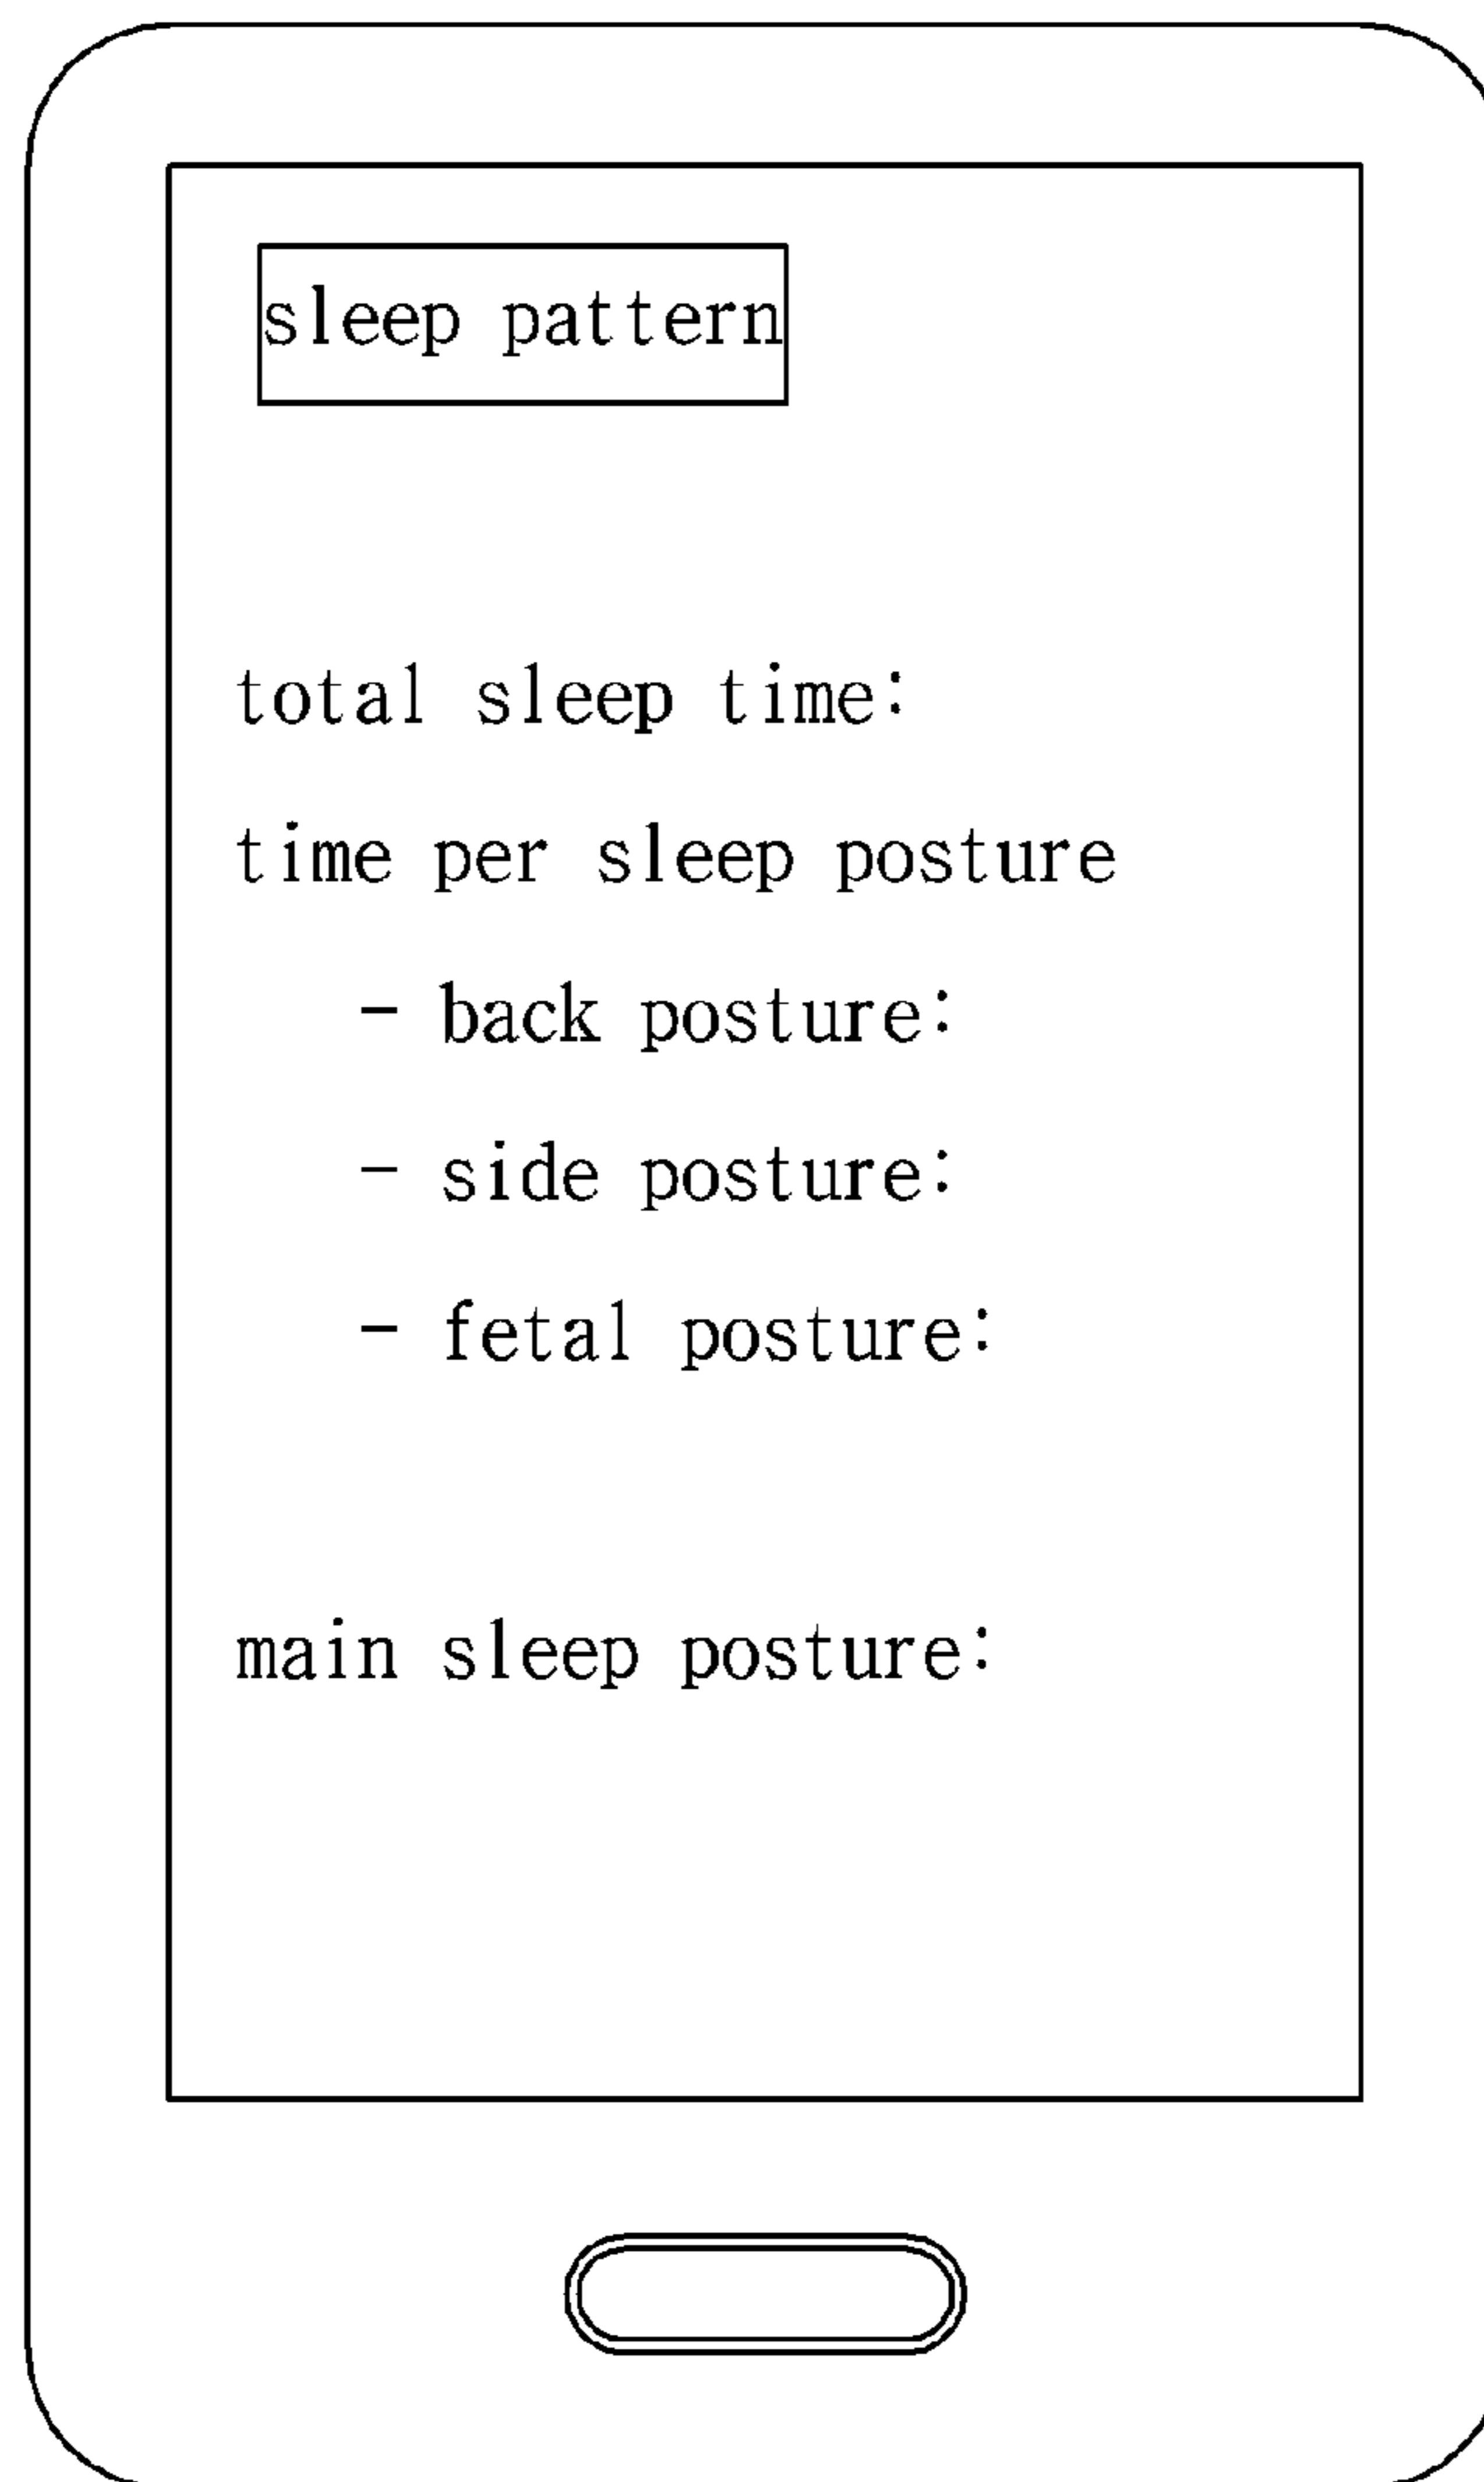 sleep pattern
total sleep time:
time per sleep posture
- back posture:
- side posture:
- fetal posture:
main sleep posture: